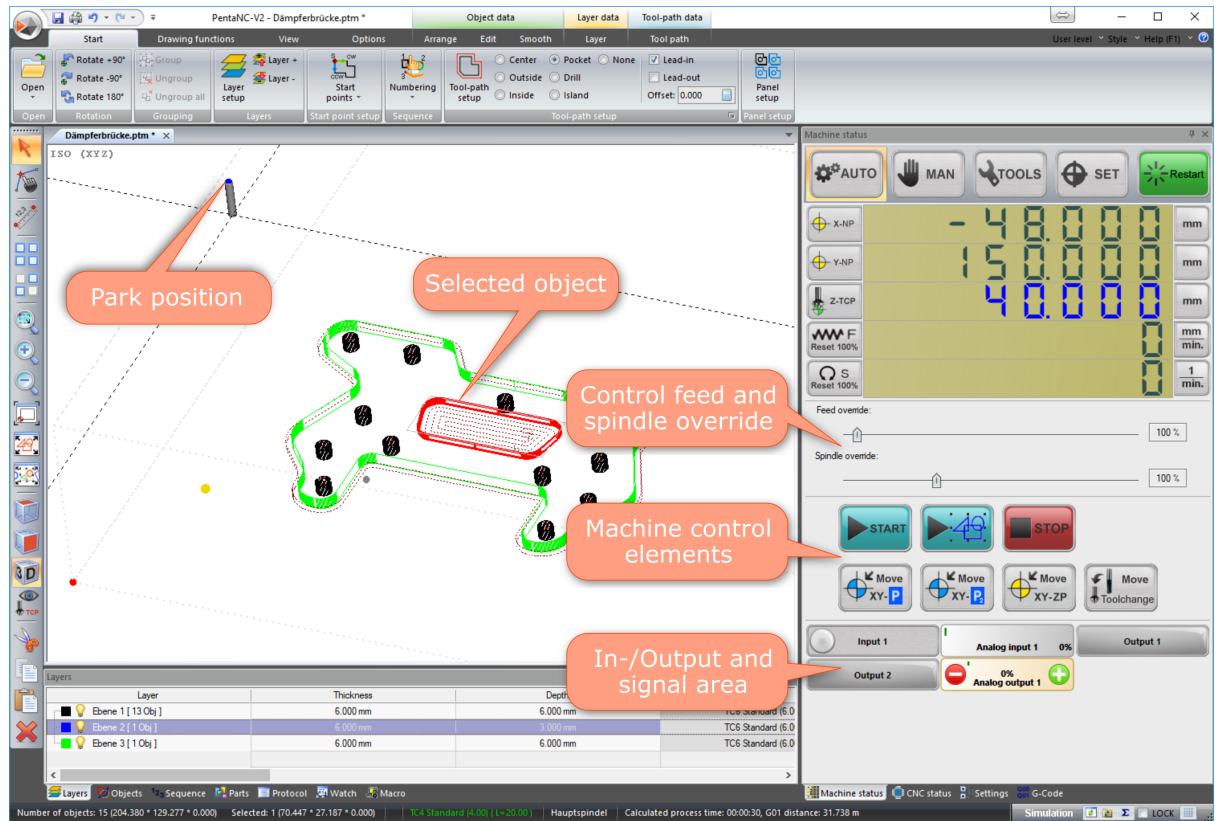 PentaNC-V2 - Dämpferbrücke.ptm *
Object data
Layer data
Tool-path data
Start
Drawing functions
View
Options
Arrange
Edit
Smooth
Layer
Tool path
User level
Style
Help (F1)
Open
Rotate +90°
Rotate -90°
Rotate 180°
Group
Ungroup
Ungroup all
Layer setup
Layer +
Layer -
CW
CCW
Start points
Numbering
Tool-path setup
Center
Pocket
None
Outside
Drill
Inside
Island
Lead-in
Lead-out
Offset: 0.000
Panel setup
Open
Rotation
Grouping
Layers
Start point setup
Sequence
Tool-path setup
Panel setup
Dämpferbrücke.ptm *
ISO (XYZ)
Park position
Selected object
Control feed and
spindle override
Machine control
elements
In-/Output and
signal area
3D
TCP
Machine status
AUTO
MAN
TOOLS
SET
Restart
X-NP
-48.000
mm
Y-NP
150.000
mm
Z-TCP
40.000
mm
F
Reset 100%
0
mm
min.
S
Reset 100%
0
1
min.
Feed override:
100 %
Spindle override:
100 %
START
STOP
Move
XY-P
Move
XY-P2
Move
XY-ZP
Move
Toolchange
Input 1
Analog input 1
0%
Output 1
Output 2
0%
Analog output 1
Layers
Layer
Thickness
Depth
Ebene 1 [ 13 Obj ]
6.000 mm
6.000 mm
TC6 Standard (6.0
Ebene 2 [ 1 Obj ]
6.000 mm
3.000 mm
TC6 Standard (6.0
Ebene 3 [ 1 Obj ]
6.000 mm
6.000 mm
TC6 Standard (6.0
Layers
Objects
Sequence
Parts
Protocol
Watch
Macro
Machine status
CNC status
Settings
G-Code
Number of objects: 15 (204.380 * 129.277 * 0.000)
Selected: 1 (70.447 * 27.187 * 0.000)
TC4 Standard (4.00) ( L=20.00 )
Hauptspindel
Calculated process time: 00:00:30, G01 distance: 31.738 m
Simulation
Σ
LOCK